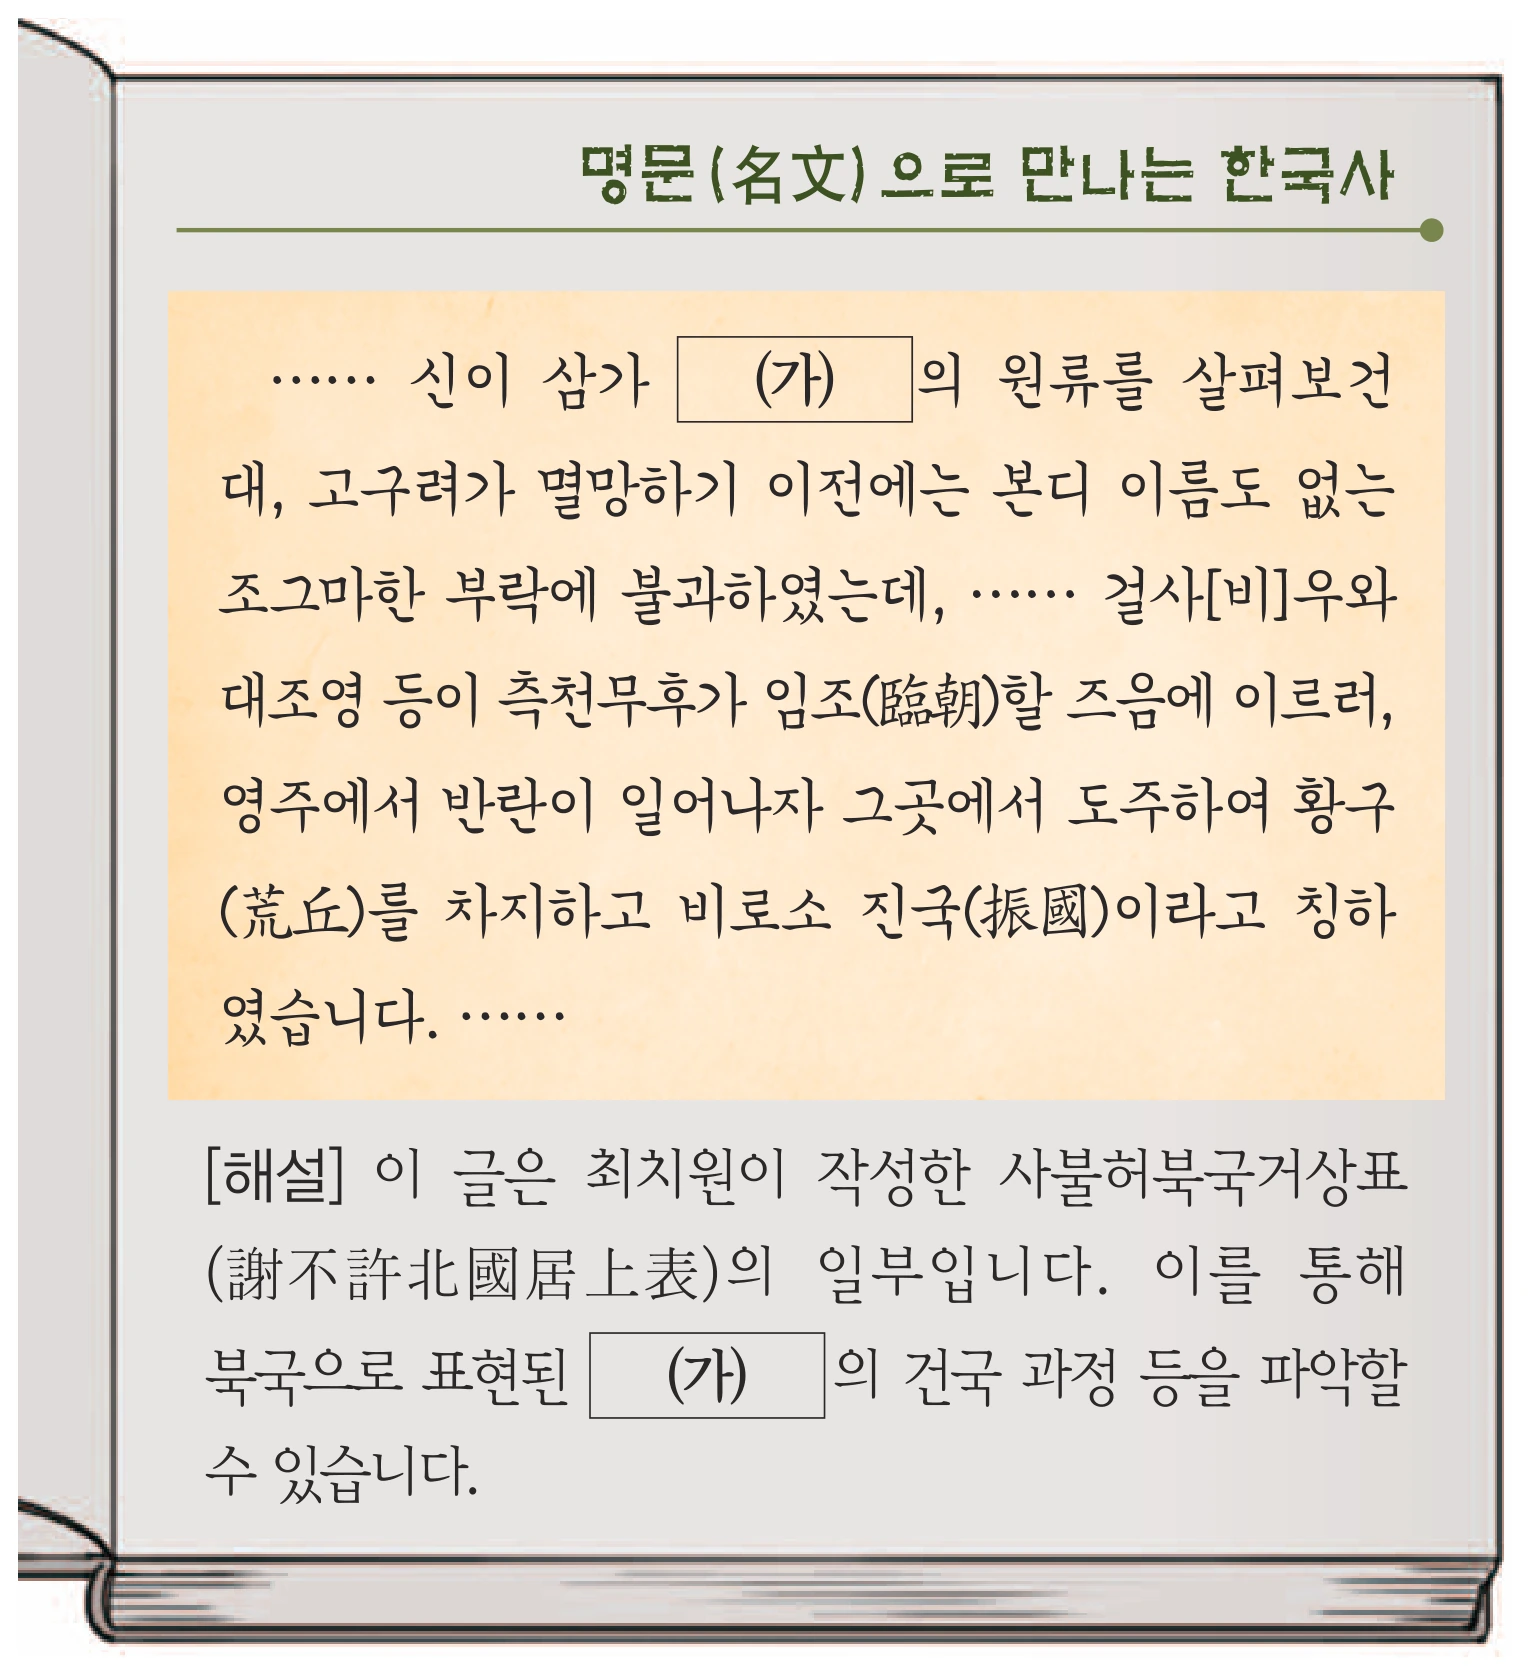 명문(名文)으로 만나는 한국사
…… 신이 삼가 (가)의 원류를 살펴보건
대, 고구려가 멸망하기 이전에는 본디 이름도 없는
조그마한 부락에 불과하였는데, …… 걸사[비]우와
대조영 등이 측천무후가 임조(臨朝)할 즈음에 이르러,
영주에서 반란이 일어나자 그곳에서 도주하여 황구
(荒丘)를 차지하고 비로소 진국(振國)이라고 칭하
였습니다. ……
[해설] 이 글은 최치원이 작성한 사불허북국거상표
(謝不許北國居上表)의 일부입니다. 이를 통해
북국으로 표현된 (가)의 건국 과정 등을 파악할
수 있습니다.